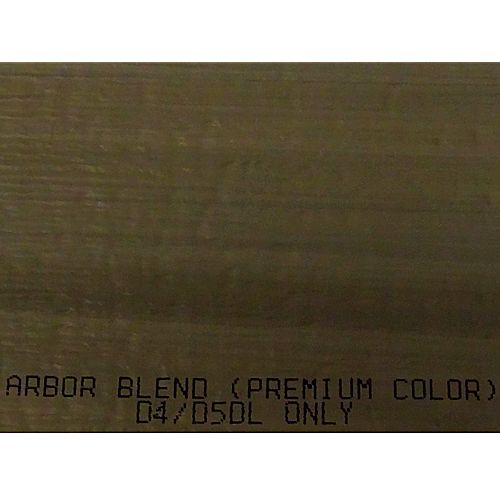 ARBOR BLEND (PREMIUM COLOR)
D4/D5DL ONLY